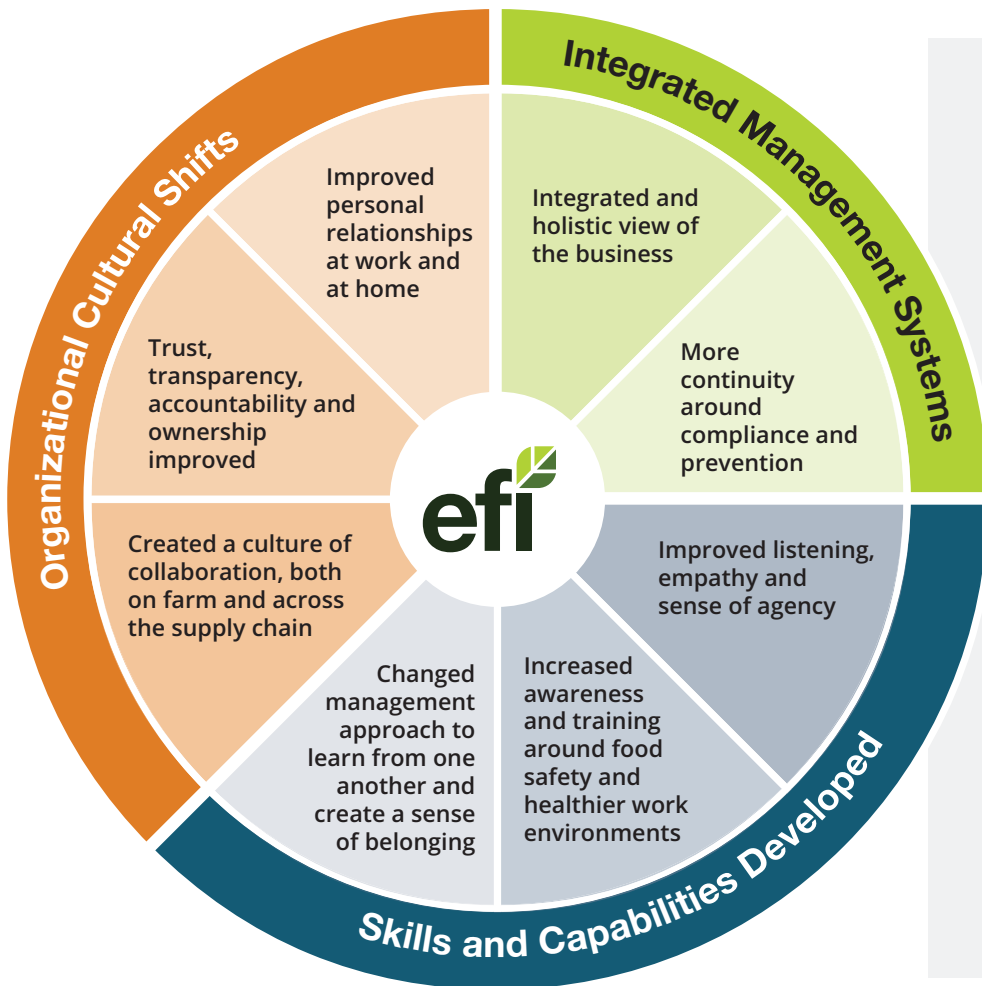 Integrated Management Systems
Integrated and
holistic view of
the business
More
continuity
around
compliance and
prevention
Skills and Capabilities Developed
Improved listening,
empathy and
sense of agency
Increased
awareness
and training
around food
safety and
healthier work
environments
Changed
management
approach to
learn from one
another and
create a sense
of belonging
Organizational Cultural Shifts
Created a culture of
collaboration, both
on farm and across
the supply chain
Trust,
transparency,
accountability and
ownership
improved
Improved
personal
relationships
at work and
at home
efi